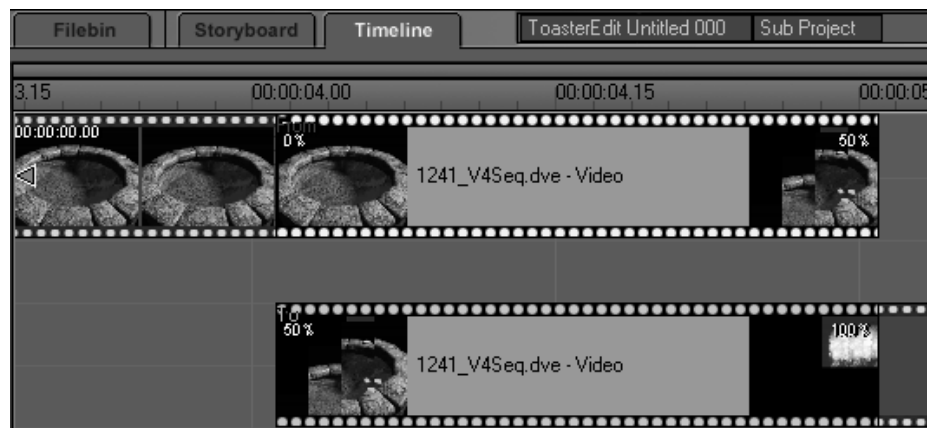 Filebin Storyboard Timeline ToasterEdit Untitled 000 Sub Project
3.15 00:00:04.00 00:00:04.15 00:00:05
00:00:00.00 From
0% 50%
1241_V4Seq.dve - Video
To
50% 100%
1241_V4Seq.dve - Video